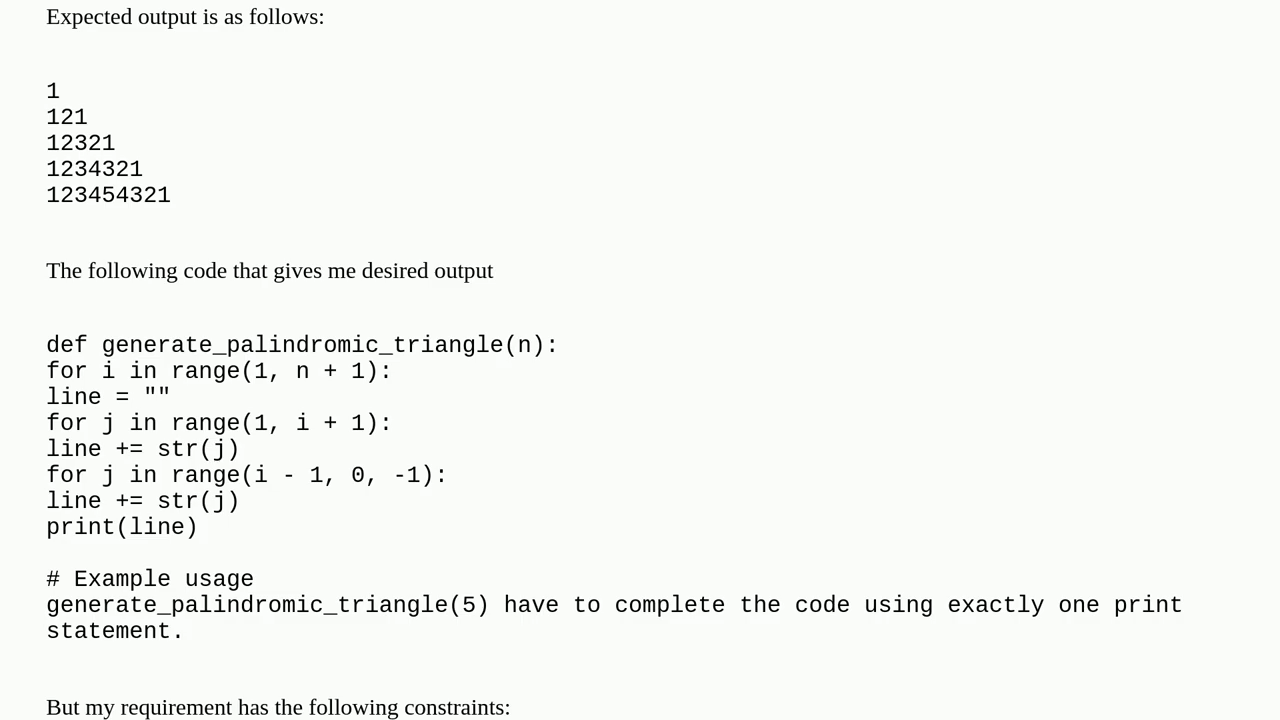 Expected output is as follows:
1
121
12321
1234321
123454321
The following code that gives me desired output
def generate_palindromic_triangle(n):
for i in range(1, n + 1):
line = ""
for j in range(1, i + 1):
line += str(j)
for j in range(i - 1, 0, -1):
line += str(j)
print(line)
# Example usage
generate_palindromic_triangle(5) have to complete the code using exactly one print
statement.
But my requirement has the following constraints: